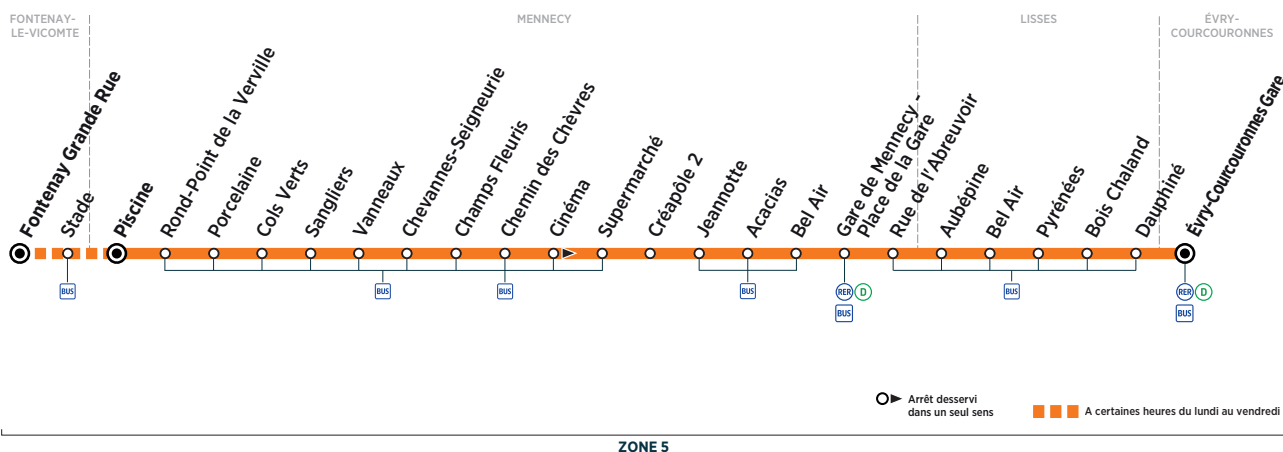 FONTENAY-
LE-VICOMTE
MENNECY
LISSES
ÉVRY-
COURCOURONNES
Fontenay Grande Rue
Stade
Piscine
Rond-Point de la Verville
Porcelaine
Cols Verts
Sangliers
Vanneaux
Chevannes-Seigneurie
Champs Fleuris
Chemin des Chèvres
Cinéma
Supermarché
Créapôle 2
Jeannotte
Acacias
Bel Air
Gare de Mennecy -
Place de la Gare
Rue de l'Abreuvoir
Aubépine
Bel Air
Pyrénées
Bois Chaland
Dauphiné
Évry-Courcouronnes Gare
BUS
BUS
BUS
BUS
RER D
BUS
BUS
RER D
BUS
Arrêt desservi
dans un seul sens
A certaines heures du lundi au vendredi
ZONE 5